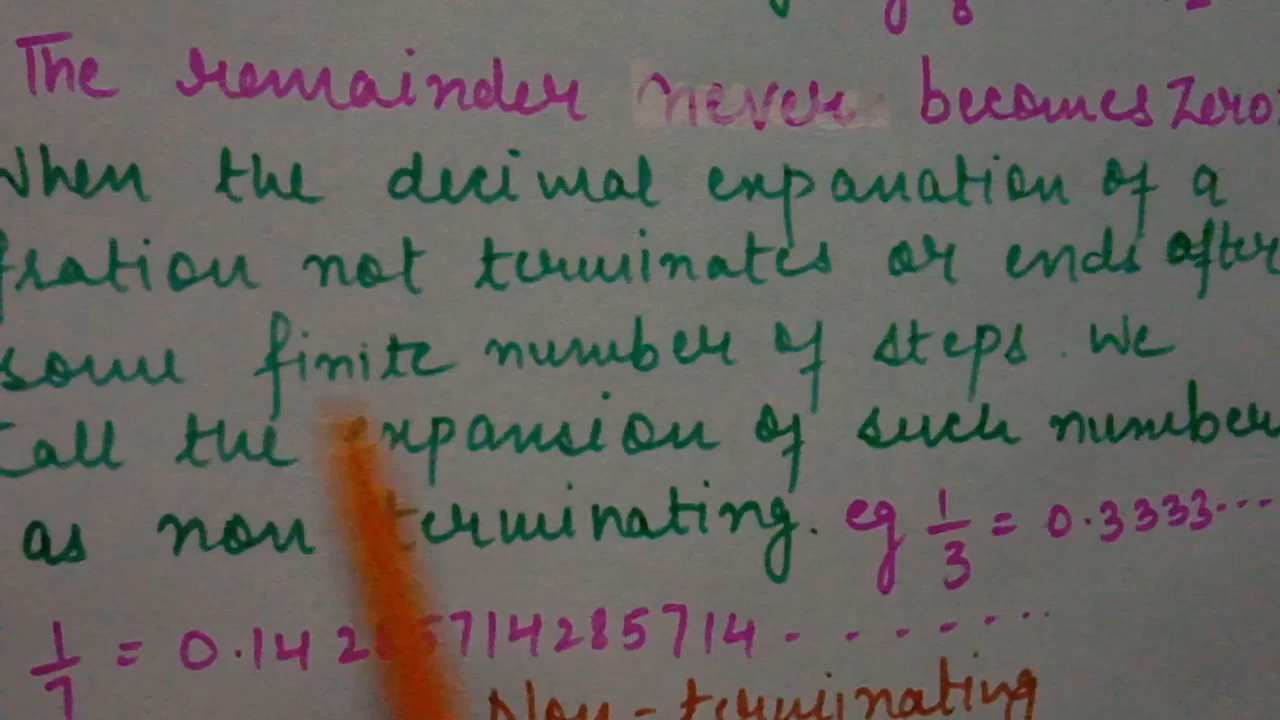 The remainder never becomes zero
When the decimal expanation of a
fration not terminates or ends after
some finite number of steps. We
call the expansion of such number
as non terminating. eg 1/3 = 0.3333...
1/7 = 0.14285714285714.......
Non-terminating